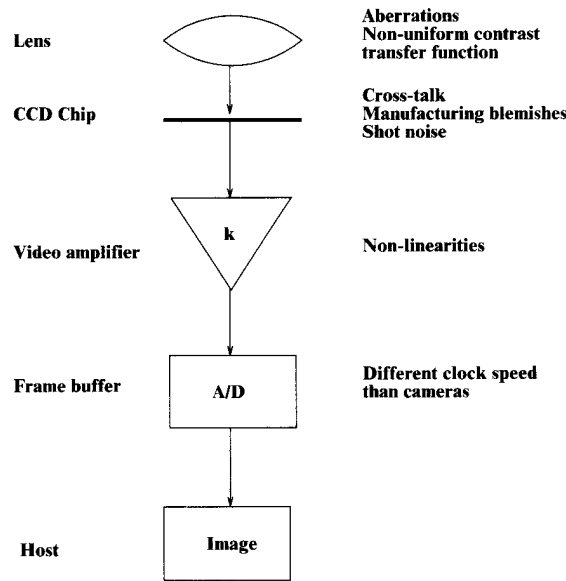 Lens
Aberrations
Non-uniform contrast
transfer function
CCD Chip
Cross-talk
Manufacturing blemishes
Shot noise
Video amplifier
k
Non-linearities
Frame buffer
A/D
Different clock speed
than cameras
Host
Image